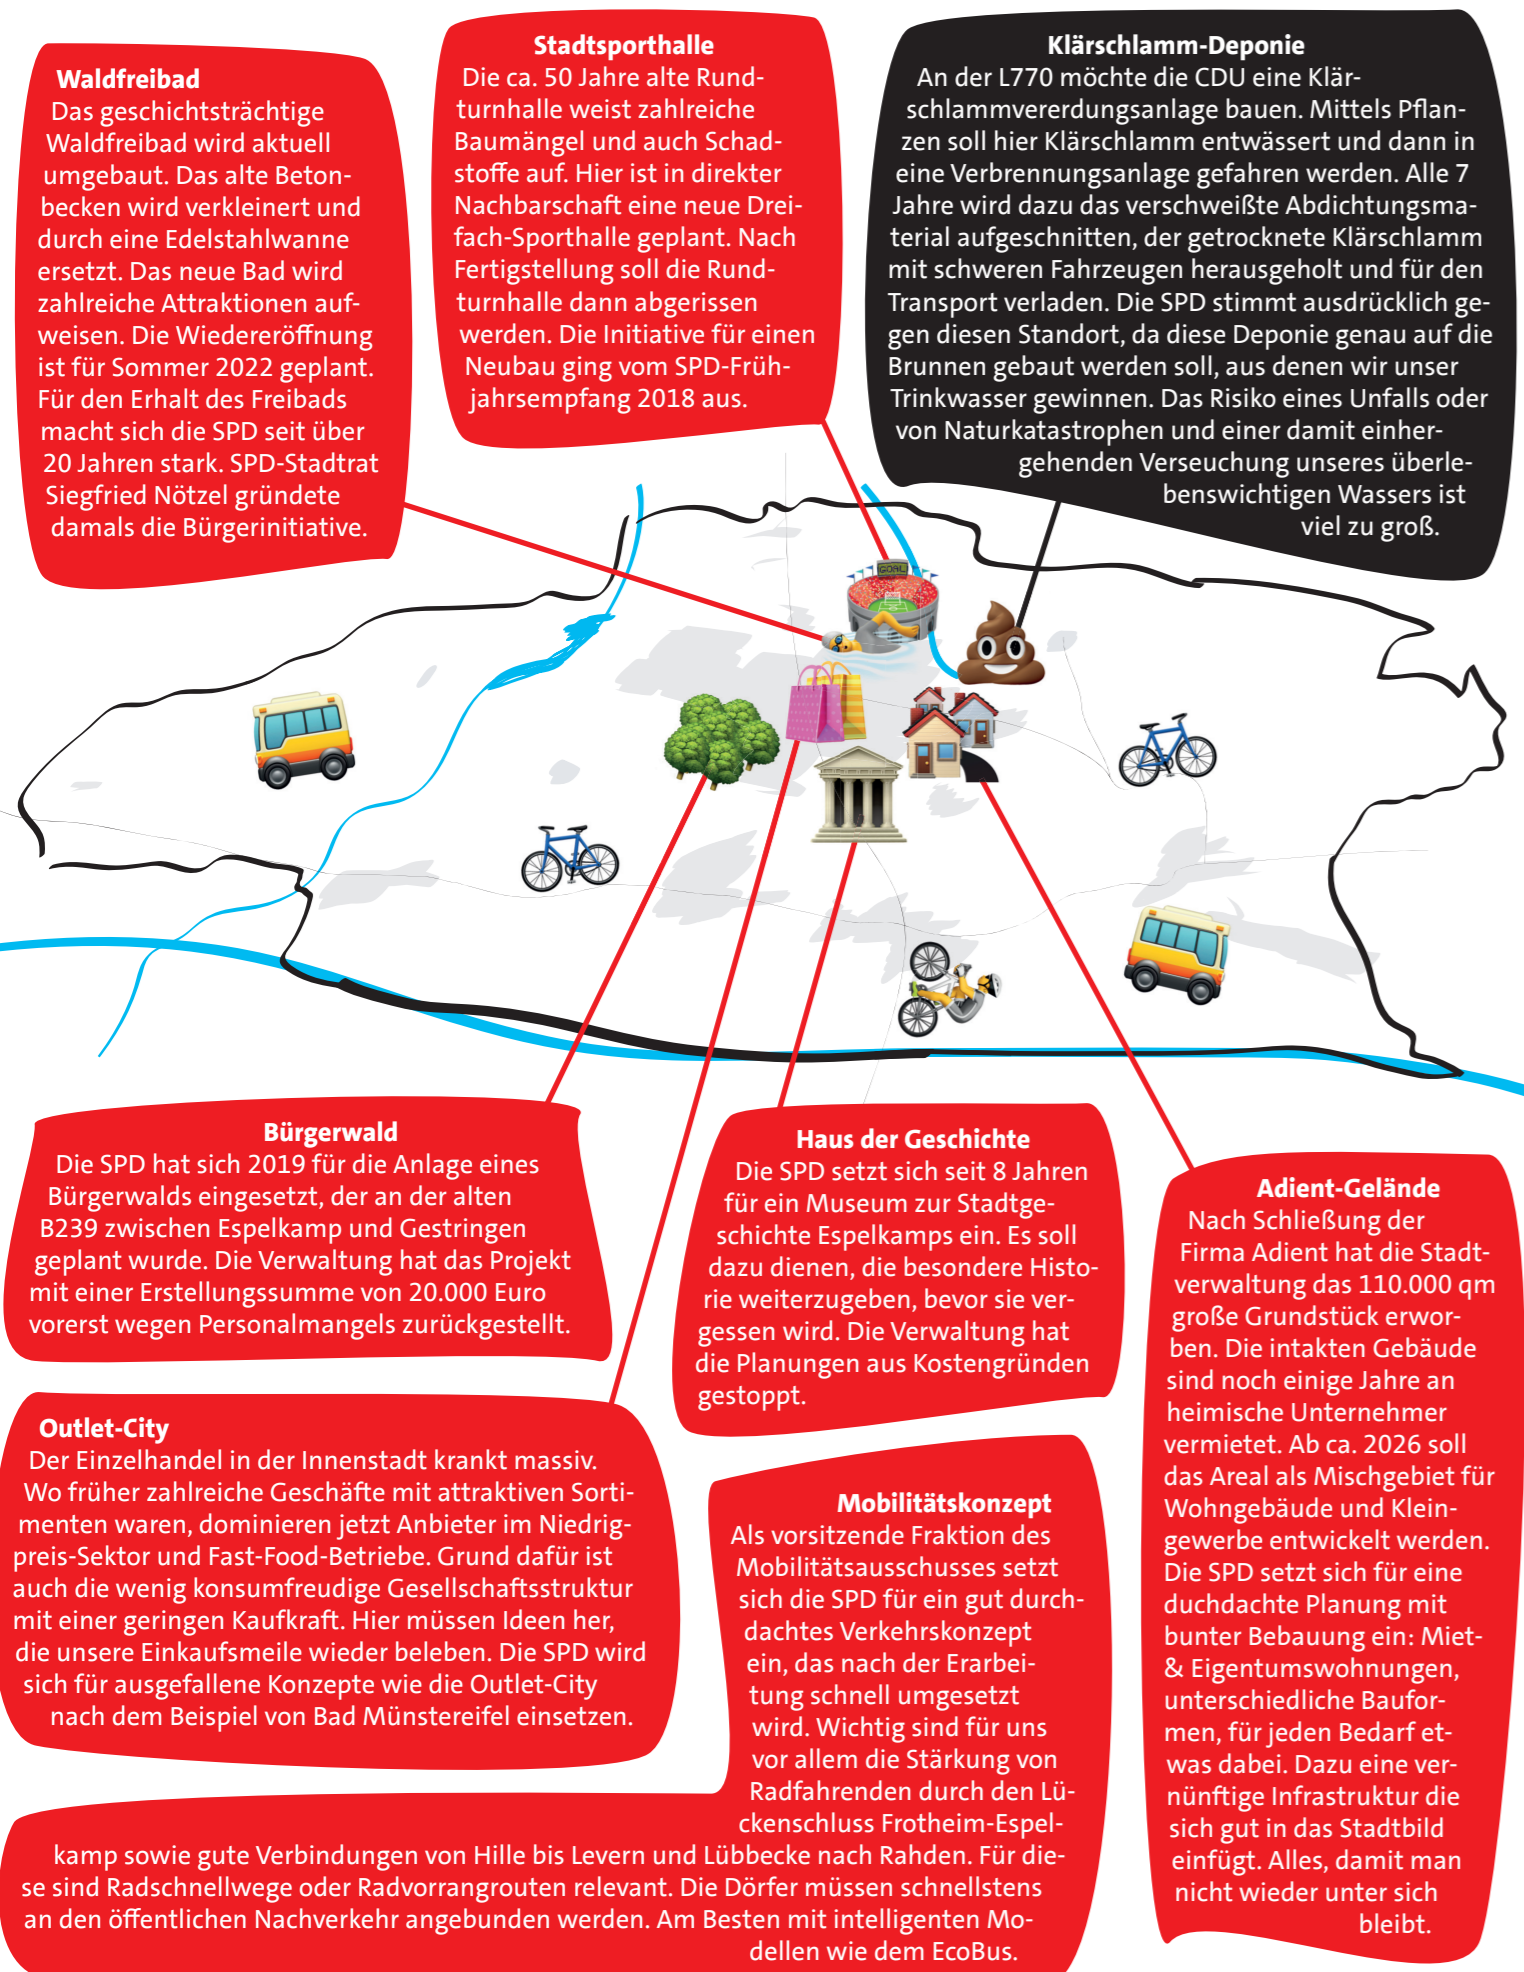 Waldfreibad
Das geschichtsträchtige
Waldfreibad wird aktuell
umgebaut. Das alte Beton-
becken wird verkleinert und
durch eine Edelstahlwanne
ersetzt. Das neue Bad wird
zahlreiche Attraktionen auf-
weisen. Die Wiedereröffnung
ist für Sommer 2022 geplant.
Für den Erhalt des Freibads
macht sich die SPD seit über
20 Jahren stark. SPD-Stadtrat
Siegfried Nötzel gründete
damals die Bürgerinitiative.
Stadtsporthalle
Die ca. 50 Jahre alte Rund-
turnhalle weist zahlreiche
Baumängel und auch Schad-
stoffe auf. Hier ist in direkter
Nachbarschaft eine neue Drei-
fach-Sporthalle geplant. Nach
Fertigstellung soll die Rund-
turnhalle dann abgerissen
werden. Die Initiative für einen
Neubau ging vom SPD-Früh-
jahrsempfang 2018 aus.
Klärschlamm-Deponie
An der L770 möchte die CDU eine Klär-
schlammvererdungsanlage bauen. Mittels Pflan-
zen soll hier Klärschlamm entwässert und dann in
eine Verbrennungsanlage gefahren werden. Alle 7
Jahre wird dazu das verschweißte Abdichtungsma-
terial aufgeschnitten, der getrocknete Klärschlamm
mit schweren Fahrzeugen herausgeholt und für den
Transport verladen. Die SPD stimmt ausdrücklich ge-
gen diesen Standort, da diese Deponie genau auf die
Brunnen gebaut werden soll, aus denen wir unser
Trinkwasser gewinnen. Das Risiko eines Unfalls oder
von Naturkatastrophen und einer damit einher-
gehenden Verseuchung unseres überle-
benswichtigen Wassers ist
viel zu groß.
GOAL
Bürgerwald
Die SPD hat sich 2019 für die Anlage eines
Bürgerwalds eingesetzt, der an der alten
B239 zwischen Espelkamp und Gestringen
geplant wurde. Die Verwaltung hat das Projekt
mit einer Erstellungssumme von 20.000 Euro
vorerst wegen Personalmangels zurückgestellt.
Haus der Geschichte
Die SPD setzt sich seit 8 Jahren
für ein Museum zur Stadtge-
schichte Espelkamps ein. Es soll
dazu dienen, die besondere Histo-
rie weiterzugeben, bevor sie ver-
gessen wird. Die Verwaltung hat
die Planungen aus Kostengründen
gestoppt.
Adient-Gelände
Nach Schließung der
Firma Adient hat die Stadt-
verwaltung das 110.000 qm
große Grundstück erwor-
ben. Die intakten Gebäude
sind noch einige Jahre an
heimische Unternehmer
vermietet. Ab ca. 2026 soll
das Areal als Mischgebiet für
Wohngebäude und Klein-
gewerbe entwickelt werden.
Die SPD setzt sich für eine
duchdachte Planung mit
bunter Bebauung ein: Miet-
& Eigentumswohnungen,
unterschiedliche Baufor-
men, für jeden Bedarf et-
was dabei. Dazu eine ver-
nünftige Infrastruktur die
sich gut in das Stadtbild
einfügt. Alles, damit man
nicht wieder unter sich
bleibt.
Outlet-City
Der Einzelhandel in der Innenstadt krankt massiv.
Wo früher zahlreiche Geschäfte mit attraktiven Sorti-
menten waren, dominieren jetzt Anbieter im Niedrig-
preis-Sektor und Fast-Food-Betriebe. Grund dafür ist
auch die wenig konsumfreudige Gesellschaftsstruktur
mit einer geringen Kaufkraft. Hier müssen Ideen her,
die unsere Einkaufsmeile wieder beleben. Die SPD wird
sich für ausgefallene Konzepte wie die Outlet-City
nach dem Beispiel von Bad Münstereifel einsetzen.
Mobilitätskonzept
Als vorsitzende Fraktion des
Mobilitätsausschusses setzt
sich die SPD für ein gut durch-
dachtes Verkehrskonzept
ein, das nach der Erarbei-
tung schnell umgesetzt
wird. Wichtig sind für uns
vor allem die Stärkung von
Radfahrenden durch den Lü-
ckenschluss Frotheim-Espel-
kamp sowie gute Verbindungen von Hille bis Levern und Lübbecke nach Rahden. Für die-
se sind Radschnellwege oder Radvorrangrouten relevant. Die Dörfer müssen schnellstens
an den öffentlichen Nachverkehr angebunden werden. Am Besten mit intelligenten Mo-
dellen wie dem EcoBus.